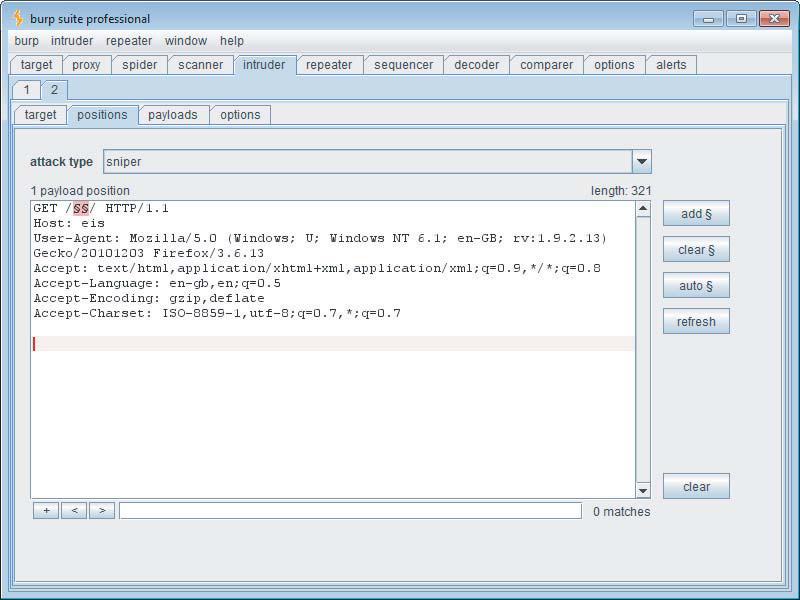 burp suite professional
burp intruder repeater window help
target proxy spider scanner intruder repeater sequencer decoder comparer options alerts
1 2
target positions payloads options
attack type sniper
1 payload position length: 321
GET /§§/ HTTP/1.1
Host: eis
User-Agent: Mozilla/5.0 (Windows; U; Windows NT 6.1; en-GB; rv:1.9.2.13)
Gecko/20101203 Firefox/3.6.13
Accept: text/html,application/xhtml+xml,application/xml;q=0.9,*/*;q=0.8
Accept-Language: en-gb,en;q=0.5
Accept-Encoding: gzip,deflate
Accept-Charset: ISO-8859-1,utf-8;q=0.7,*;q=0.7
add §
clear §
auto §
refresh
clear
+ < > 0 matches